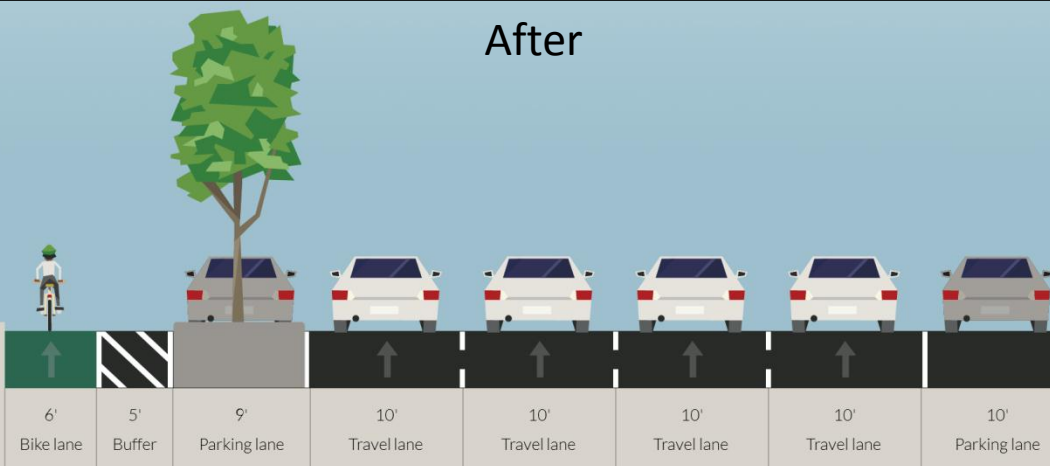 After
6' 5' 9' 10' 10' 10' 10' 10'
Bike lane Buffer Parking lane Travel lane Travel lane Travel lane Travel lane Parking lane